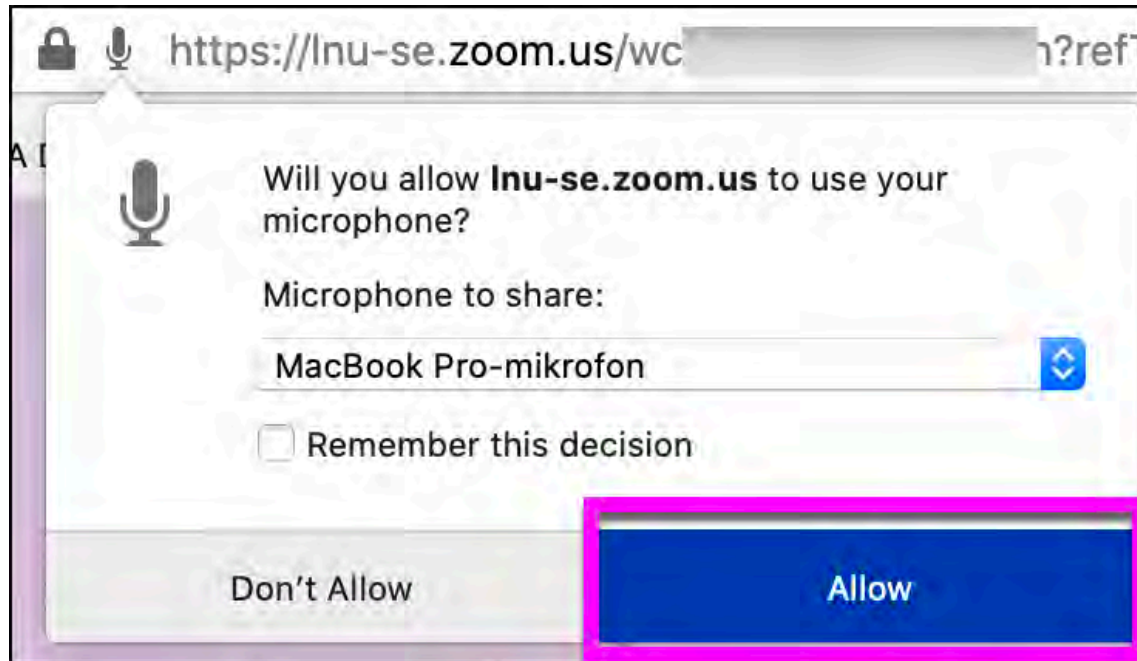 https://lnu-se.zoom.us/wc n?ref
A D
Will you allow lnu-se.zoom.us to use your
microphone?
Microphone to share:
MacBook Pro-mikrofon
Remember this decision
Don't Allow
Allow